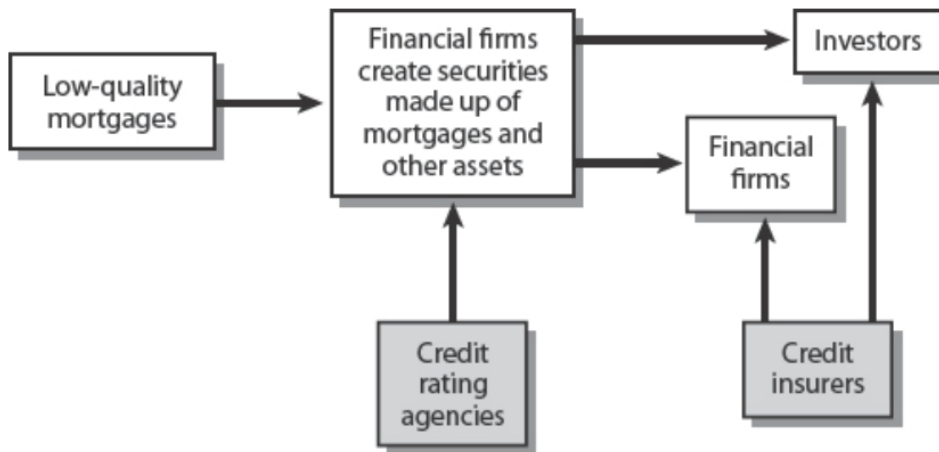 Low-quality
mortgages
Financial firms
create securities
made up of
mortgages and
other assets
Investors
Financial
firms
Credit
rating
agencies
Credit
insurers